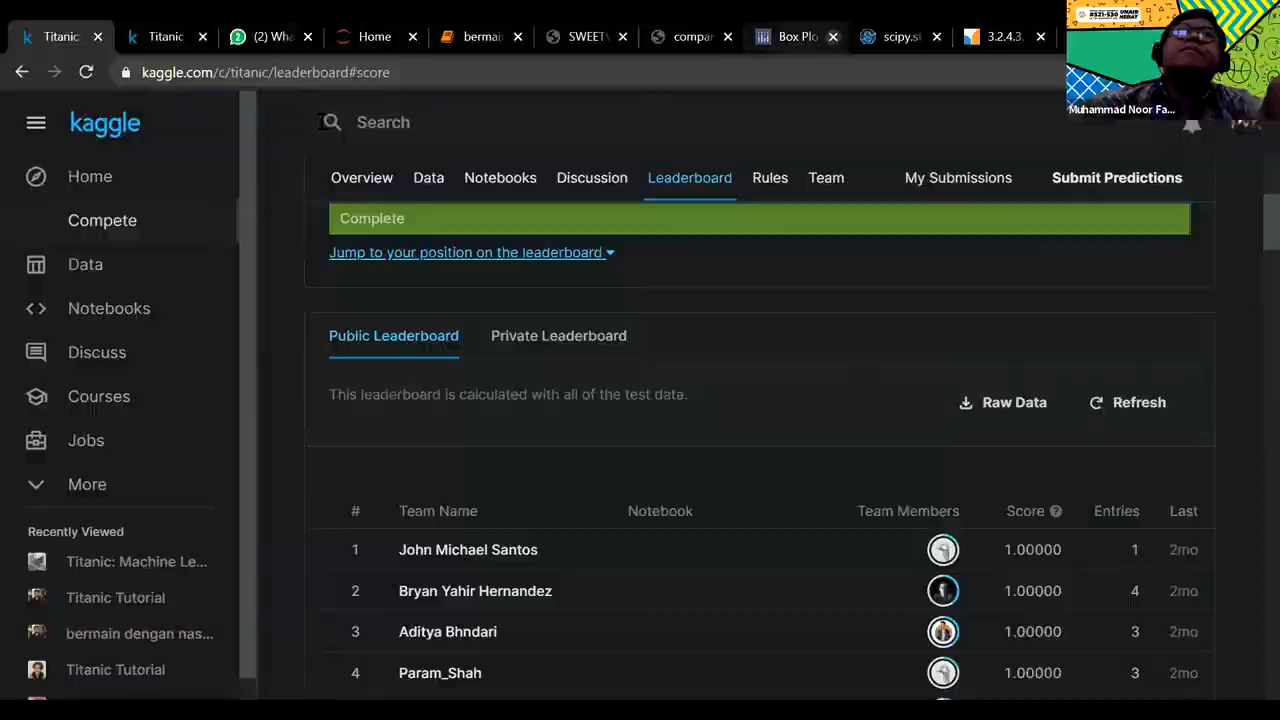 Titanic
Titanic
(2) Wha
Home
bermai
SWEET
compar
Box Plo
scipy.s
3.2.4.3.
#521-530
UNAIR
HEBAT
kaggle.com/c/titanic/leaderboard#score
Muhammad Noor Fa...
kaggle
Search
Home
Compete
Data
Notebooks
Discuss
Courses
Jobs
More
Recently Viewed
Titanic: Machine Le...
Titanic Tutorial
bermain dengan nas...
Titanic Tutorial
Overview Data Notebooks Discussion Leaderboard Rules Team My Submissions Submit Predictions
Complete
Jump to your position on the leaderboard
Public Leaderboard Private Leaderboard
This leaderboard is calculated with all of the test data.
Raw Data Refresh
# Team Name Notebook Team Members Score Entries Last
1 John Michael Santos 1.00000 1 2mo
2 Bryan Yahir Hernandez 1.00000 4 2mo
3 Aditya Bhndari 1.00000 3 2mo
4 Param_Shah 1.00000 3 2mo